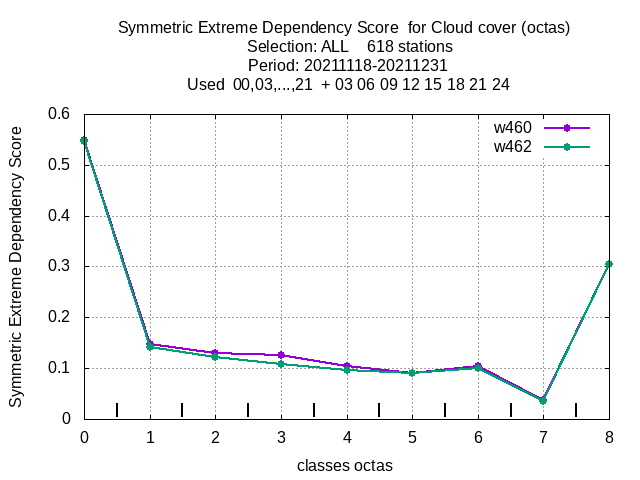 Symmetric Extreme Dependency Score for Cloud cover (octas)
Selection: ALL 618 stations
Period: 20211118-20211231
Used 00,03,...,21 + 03 06 09 12 15 18 21 24
w460
w462
0.6
0.5
0.4
0.3
0.2
0.1
0
Symmetric Extreme Dependency Score
0 1 2 3 4 5 6 7 8
classes octas